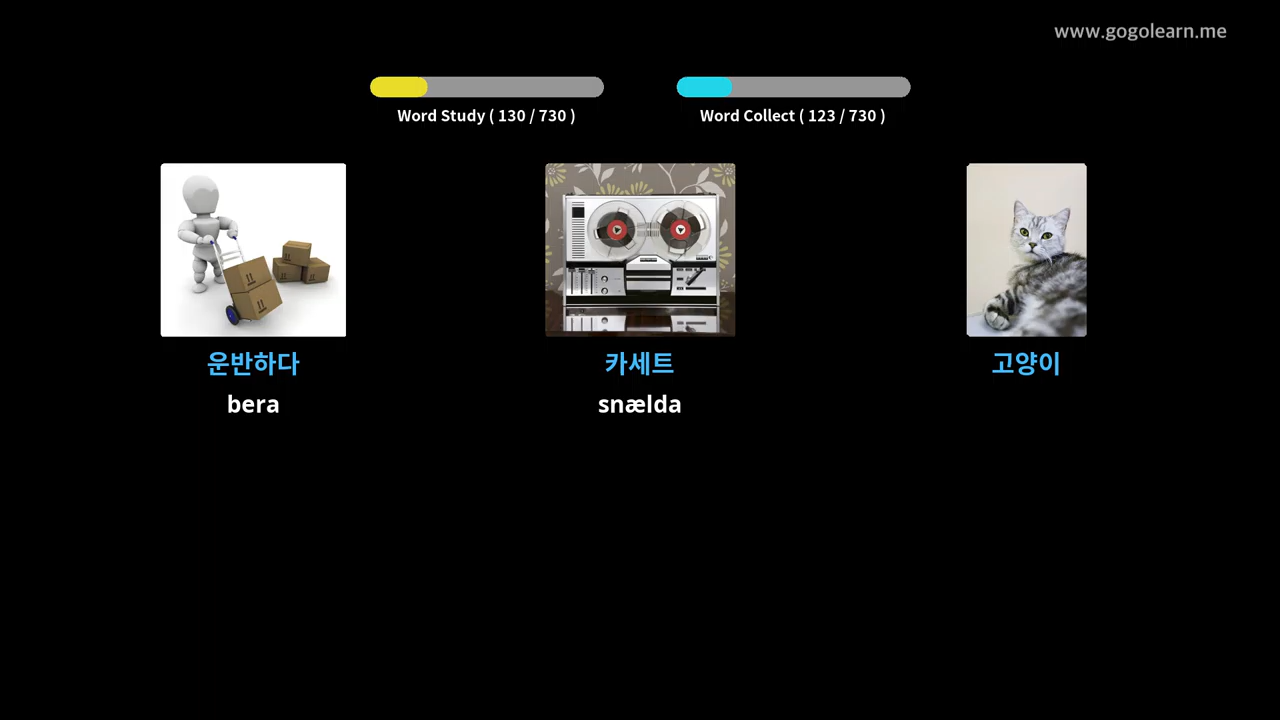 www.gogolearn.me
Word Study ( 130 / 730 )
Word Collect ( 123 / 730 )
운반하다
카세트
고양이
bera
snælda